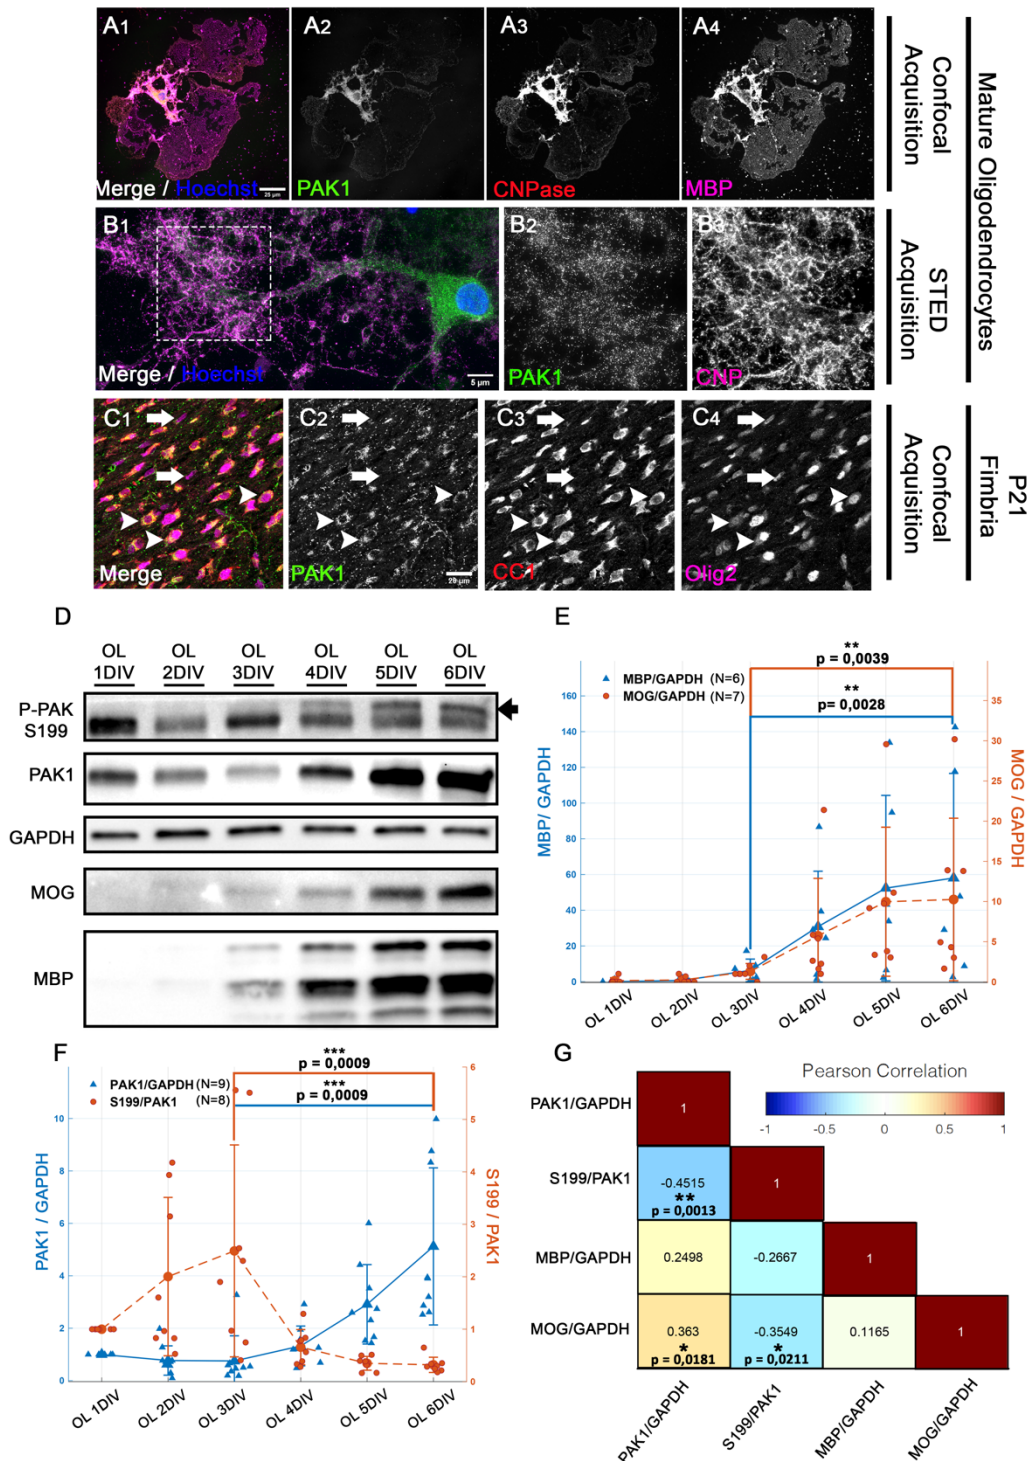 A1
A2
A3
A4
Merge / Hoechst
25 µm
PAK1
CNPase
MBP
Confocal
Acquisition
Mature Oligodendrocytes
B1
B2
B3
Merge / Hoechst
5 µm
PAK1
CNP
STED
Acquisition
C1
C2
C3
C4
Merge
PAK1
25 µm
CC1
Olig2
Confocal
Acquisition
P21
Fimbria
D
OL OL OL OL OL OL
1DIV 2DIV 3DIV 4DIV 5DIV 6DIV
P-PAK
S199
PAK1
GAPDH
MOG
MBP
E
**
p = 0,0039
**
p= 0,0028
MBP/GAPDH (N=6)
MOG/GAPDH (N=7)
MBP/ GAPDH
160
140
120
100
80
60
40
20
0
MOG / GAPDH
35
30
25
20
15
10
5
0
OL 1DIV OL 2DIV OL 3DIV OL 4DIV OL 5DIV OL 6DIV
F
***
p = 0,0009
***
p = 0,0009
PAK1/GAPDH (N=9)
S199/PAK1 (N=8)
PAK1 / GAPDH
10
8
6
4
2
0
S199 / PAK1
6
5
4
3
2
1
0
OL 1DIV OL 2DIV OL 3DIV OL 4DIV OL 5DIV OL 6DIV
G
Pearson Correlation
-1 -0.5 0 0.5 1
PAK1/GAPDH 1
S199/PAK1 -0.4515 1
**
p = 0,0013
MBP/GAPDH 0.2498 -0.2667 1
MOG/GAPDH 0.363 -0.3549 0.1165 1
* *
p = 0,0181 p = 0,0211
PAK1/GAPDH S199/PAK1 MBP/GAPDH MOG/GAPDH